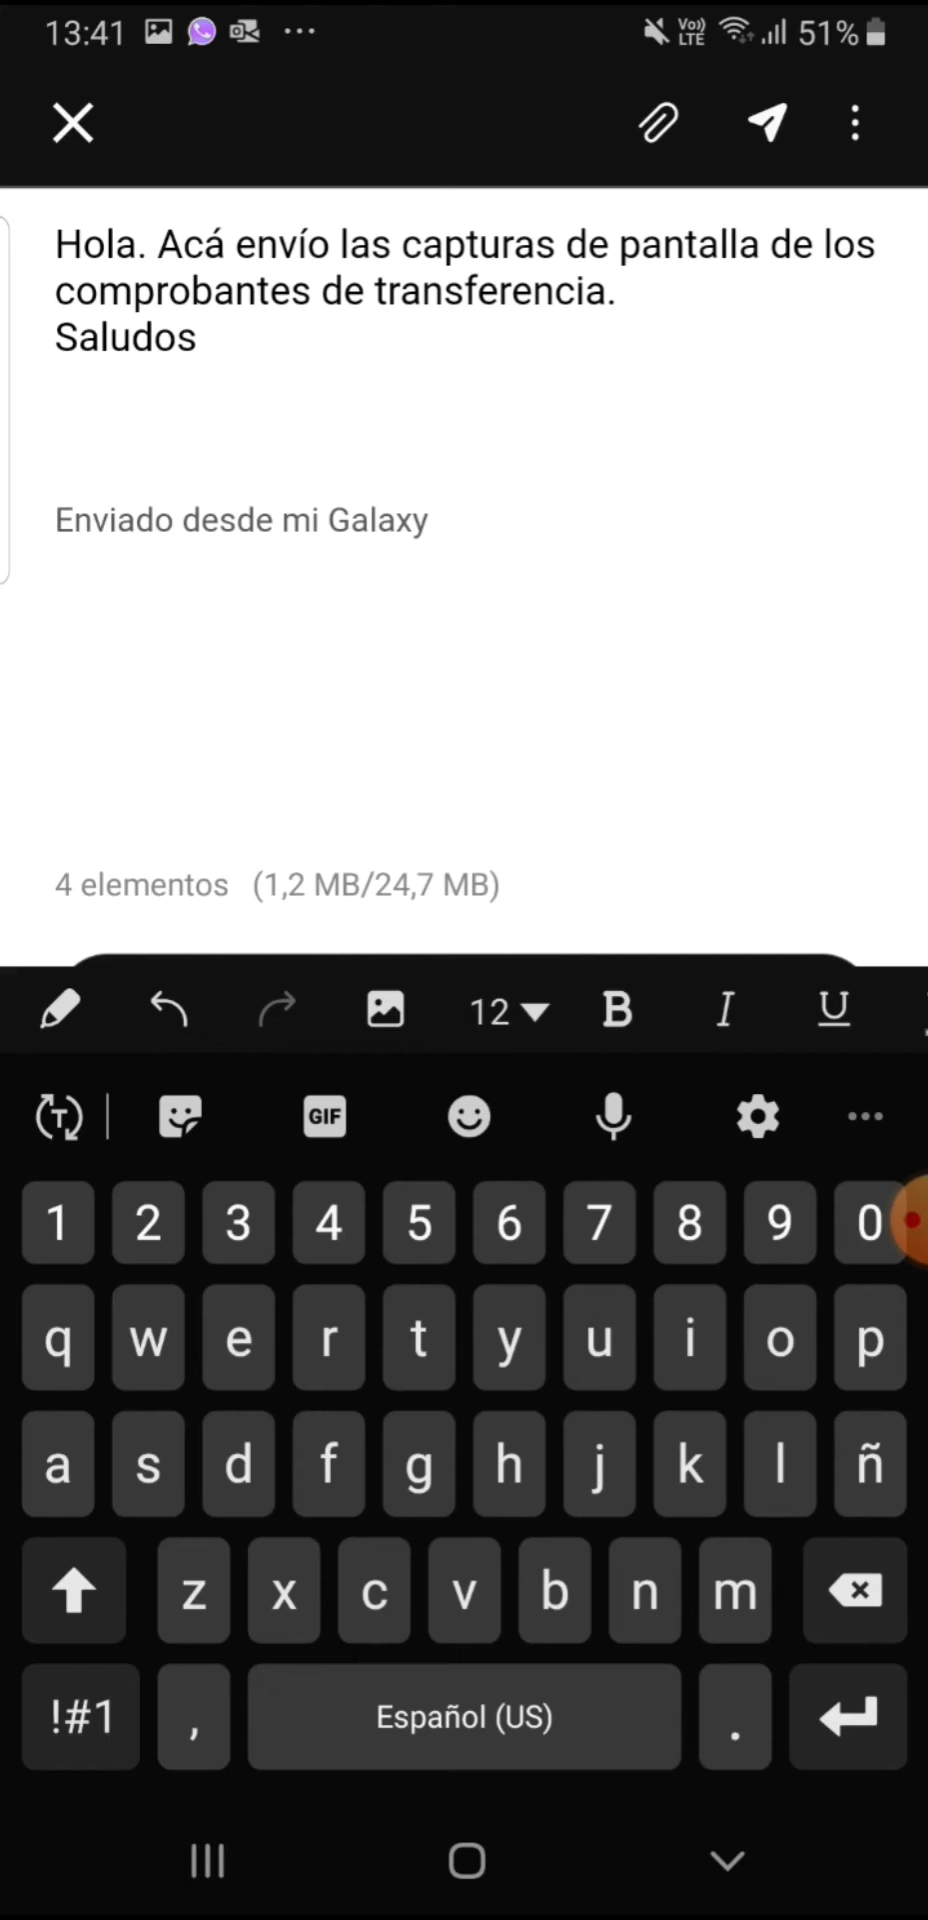 13:41 Vo)) LTE 51%
Hola. Acá envío las capturas de pantalla de los
comprobantes de transferencia.
Saludos
Enviado desde mi Galaxy
4 elementos (1,2 MB/24,7 MB)
12 B I U
T GIF
1 2 3 4 5 6 7 8 9 0
q w e r t y u i o p
a s d f g h j k l ñ
z x c v b n m
!#1 , Español (US) .